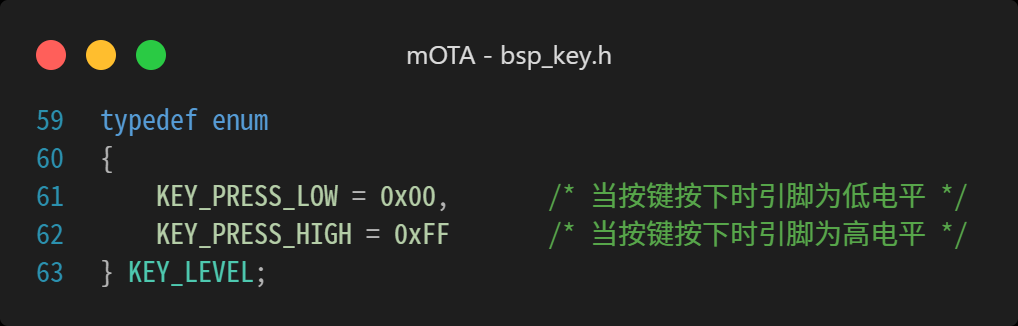 mOTA - bsp_key.h
59 typedef enum
60 {
61     KEY_PRESS_LOW = 0x00,       /* 当按键按下时引脚为低电平 */
62     KEY_PRESS_HIGH = 0xFF       /* 当按键按下时引脚为高电平 */
63 } KEY_LEVEL;